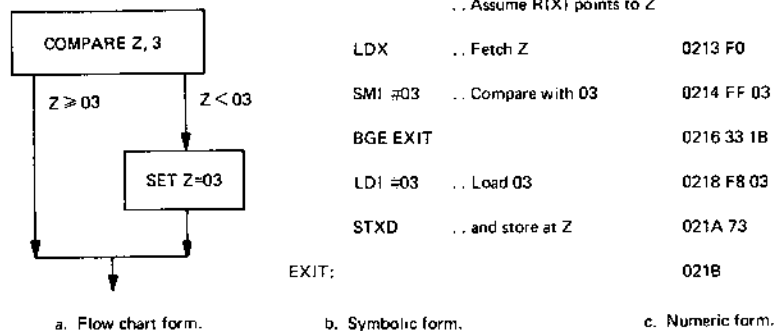 .. Assume R(X) points to Z
COMPARE Z, 3
Z ⩾ 03
Z < 03
SET Z=03
LDX .. Fetch Z 0213 F0
SMI #03 .. Compare with 03 0214 FF 03
BGE EXIT 0216 33 1B
LDI #03 .. Load 03 0218 F8 03
STXD .. and store at Z 021A 73
EXIT: 021B
a. Flow chart form. b. Symbolic form. c. Numeric form.